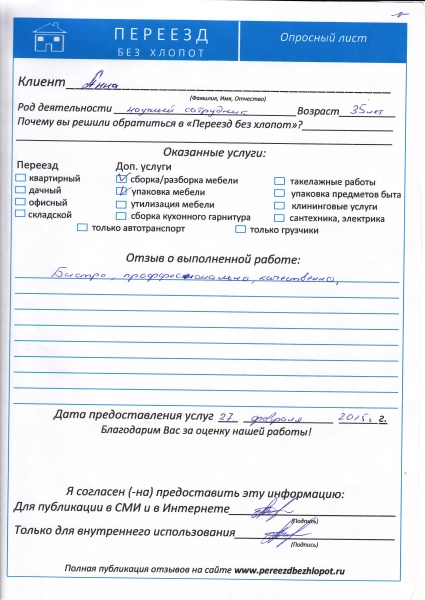 ПЕРЕЕЗД
БЕЗ ХЛОПОТ
Опросный лист
Клиент Анна
(Фамилия, Имя, Отчество)
Род деятельности научный сотрудник Возраст 35 лет
Почему вы решили обратиться в «Переезд без хлопот»?
Оказанные услуги:
Переезд
квартирный
дачный
офисный
складской
Доп. услуги
сборка/разборка мебели
упаковка мебели
утилизация мебели
сборка кухонного гарнитура
такелажные работы
упаковка предметов быта
клининговые услуги
сантехника, электрика
только автотранспорт
только грузчики
Отзыв о выполненной работе:
Быстро, профессионально, качественно,
Дата предоставления услуг 27 февраля 2015г г.
Благодарим Вас за оценку нашей работы!
Я согласен (-на) предоставить эту информацию:
Для публикации в СМИ и в Интернете
(Подпись)
Только для внутреннего использования
(Подпись)
Полная публикация отзывов на сайте www.pereezdbezhlopot.ru